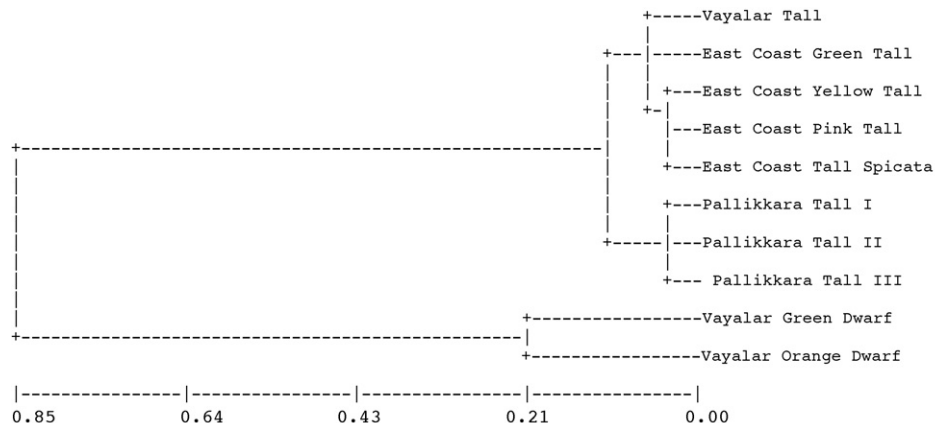 Vayalar Tall
East Coast Green Tall
East Coast Yellow Tall
East Coast Pink Tall
East Coast Tall Spicata
Pallikkara Tall I
Pallikkara Tall II
Pallikkara Tall III
Vayalar Green Dwarf
Vayalar Orange Dwarf
0.85 0.64 0.43 0.21 0.00